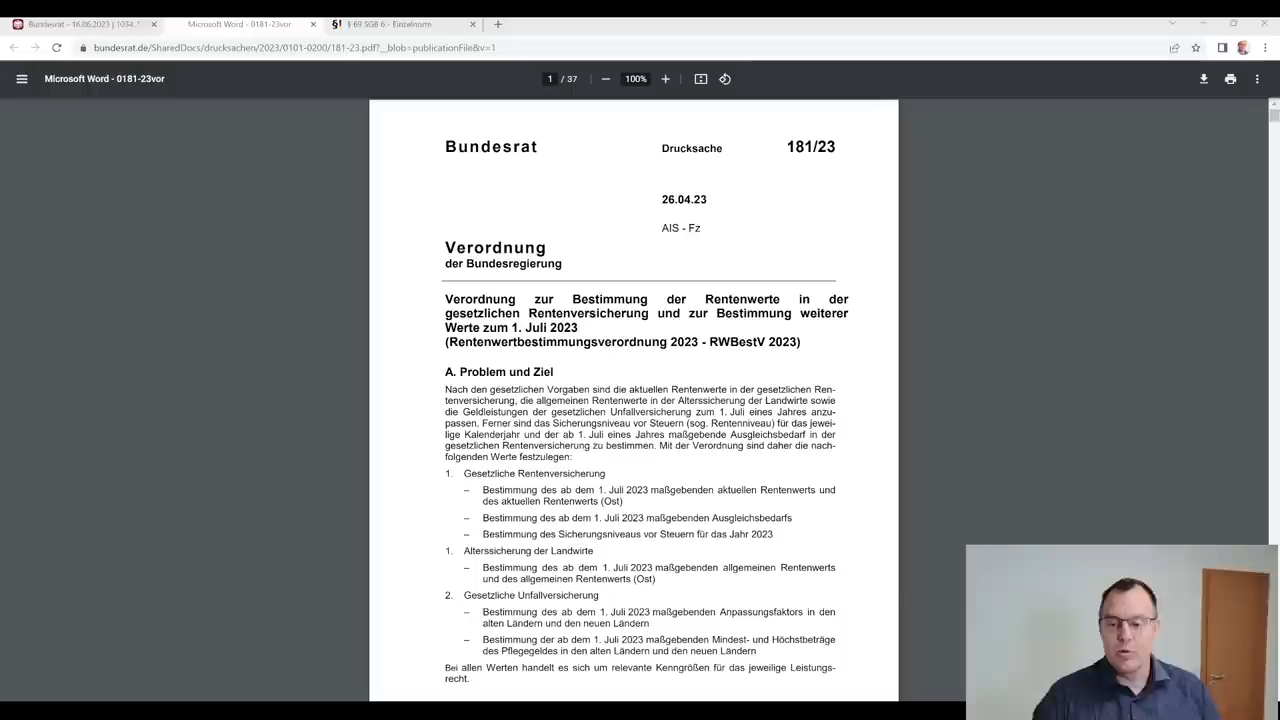 Bundesrat - 16.06.2023 | 1034.
Microsoft Word - 0181-23vor
§ 69 SGB 6 - Einzelnorm
bundesrat.de/SharedDocs/drucksachen/2023/0101-0200/181-23.pdf?__blob=publicationFile&v=1
Microsoft Word - 0181-23vor
1 / 37
100%
Bundesrat
Drucksache
181/23
26.04.23
AIS - Fz
Verordnung
der Bundesregierung
Verordnung zur Bestimmung der Rentenwerte in der
gesetzlichen Rentenversicherung und zur Bestimmung weiterer
Werte zum 1. Juli 2023
(Rentenwertbestimmungsverordnung 2023 - RWBestV 2023)
A. Problem und Ziel
Nach den gesetzlichen Vorgaben sind die aktuellen Rentenwerte in der gesetzlichen Ren-
tenversicherung, die allgemeinen Rentenwerte in der Alterssicherung der Landwirte sowie
die Geldleistungen der gesetzlichen Unfallversicherung zum 1. Juli eines Jahres anzu-
passen. Ferner sind das Sicherungsniveau vor Steuern (sog. Rentenniveau) für das jewei-
lige Kalenderjahr und der ab 1. Juli eines Jahres maßgebende Ausgleichsbedarf in der
gesetzlichen Rentenversicherung zu bestimmen. Mit der Verordnung sind daher die nach-
folgenden Werte festzulegen:
1. Gesetzliche Rentenversicherung
– Bestimmung des ab dem 1. Juli 2023 maßgebenden aktuellen Rentenwerts und
des aktuellen Rentenwerts (Ost)
– Bestimmung des ab dem 1. Juli 2023 maßgebenden Ausgleichsbedarfs
– Bestimmung des Sicherungsniveaus vor Steuern für das Jahr 2023
1. Alterssicherung der Landwirte
– Bestimmung des ab dem 1. Juli 2023 maßgebenden allgemeinen Rentenwerts
und des allgemeinen Rentenwerts (Ost)
2. Gesetzliche Unfallversicherung
– Bestimmung des ab dem 1. Juli 2023 maßgebenden Anpassungsfaktors in den
alten Ländern und den neuen Ländern
– Bestimmung der ab dem 1. Juli 2023 maßgebenden Mindest- und Höchstbeträge
des Pflegegeldes in den alten Ländern und den neuen Ländern
Bei allen Werten handelt es sich um relevante Kenngrößen für das jeweilige Leistungs-
recht.